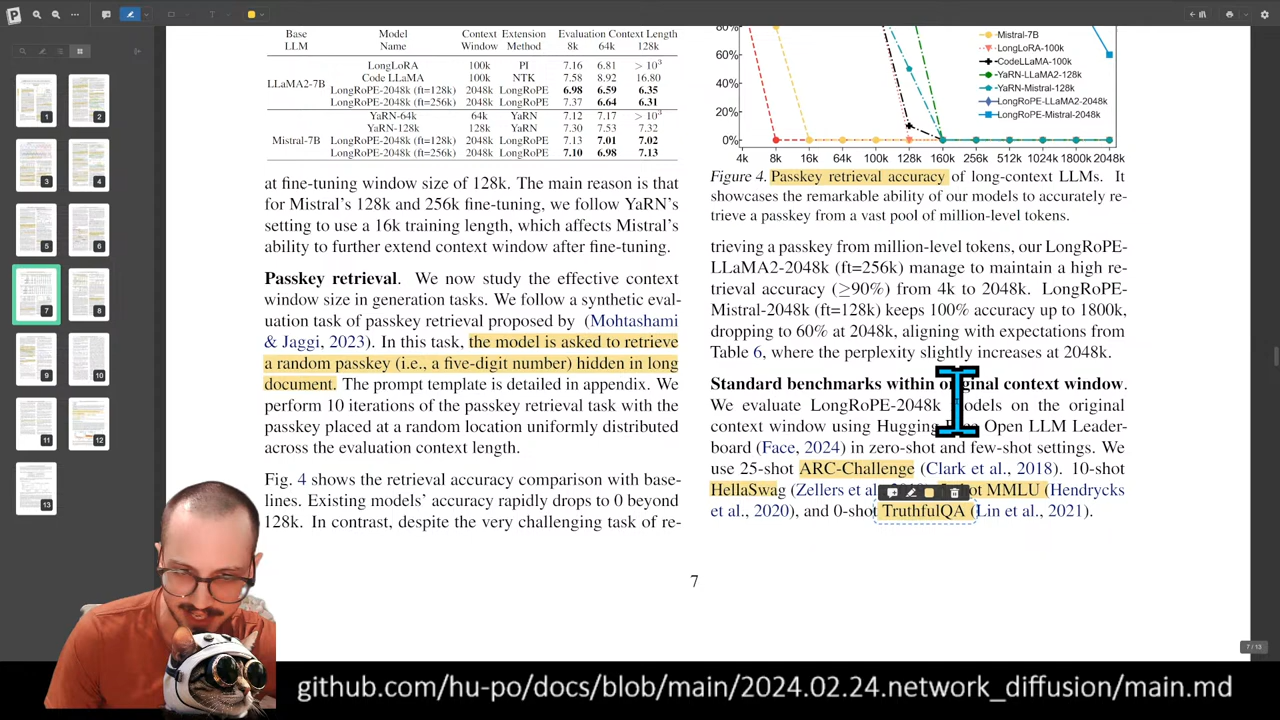 Base Model Context Extension Evaluation Context Length
LLM Name Window Method 8k 64k 128k
LongLoRA 100k PI 7.16 6.81 > 10³
LLaMA2-7B Code LLaMA 100k NTK 7.58 8.92 16.80
LongRoPE-2048k (ft=128k) 2048k LongRoPE 6.98 6.59 6.35
LongRoPE-2048k (ft=256k) 2048k LongRoPE 7.37 6.64 6.31
YaRN-64k 64k YaRN 7.12 7.17 > 10³
YaRN-128k 128k YaRN 7.30 7.53 7.32
Mistral-7B LongRoPE-2048k (ft=128k) 2048k LongRoPE 7.13 7.01 7.02
LongRoPE-2048k (ft=256k) 2048k LongRoPE 7.10 6.98 7.13
at fine-tuning window size of 128k. The main reason is that
for Mistral's 128k and 256k fine-tuning, we follow YaRN's
setting to use a 16k training length, which affects Mistral's
ability to further extend context window after fine-tuning.
Passkey retrieval. We now study the effective context
window size in generation tasks. We follow a synthetic eval-
uation task of passkey retrieval proposed by (Mohtashami
& Jaggi, 2023). In this task, the model is asked to retrieve
a random passkey (i.e., a five-digit number) hidden in long
document. The prompt template is detailed in appendix. We
perform 10 iterations of the passkey retrieval task with the
passkey placed at a random location uniformly distributed
across the evaluation context length.
Fig. 4 shows the retrieval accuracy comparison with base-
lines. Existing models' accuracy rapidly drops to 0 beyond
128k. In contrast, despite the very challenging task of re-
80%
60%
40%
20%
0%
4k 8k 16k 64k 100k 128k 160k 256k 512k 1024k 1800k 2048k
Mistral-7B
LongLoRA-100k
CodeLLaMA-100k
YaRN-LLaMA2-128k
YaRN-Mistral-128k
LongRoPE-LLaMA2-2048k
LongRoPE-Mistral-2048k
Figure 4. Passkey retrieval accuracy of long-context LLMs. It
showcases the remarkable ability of our models to accurately re-
trieve a passkey from a vast pool of million-level tokens.
trieving a passkey from million-level tokens, our LongRoPE-
LLaMA2-2048k (ft=256k) manage to maintain a high re-
trieval accuracy (≥90%) from 4k to 2048k. LongRoPE-
Mistral-2048k (ft=128k) keeps 100% accuracy up to 1800k,
dropping to 60% at 2048k, aligning with expectations from
Table 6, where the perplexity slightly increases at 2048k.
Standard benchmarks within original context window.
We evaluate LongRoPE-2048k models on the original
context window using Hugging Face Open LLM Leader-
board (Face, 2024) in zero-shot and few-shot settings. We
use 25-shot ARC-Challenge (Clark et al., 2018). 10-shot
HellaSwag (Zellers et al MMLU (Hendrycks
et al., 2020), and 0-shot TruthfulQA (Lin et al., 2021).
7
1
2
3
4
5
6
7
8
9
10
11
12
13
7 / 13
github.com/hu-po/docs/blob/main/2024.02.24.network_diffusion/main.md